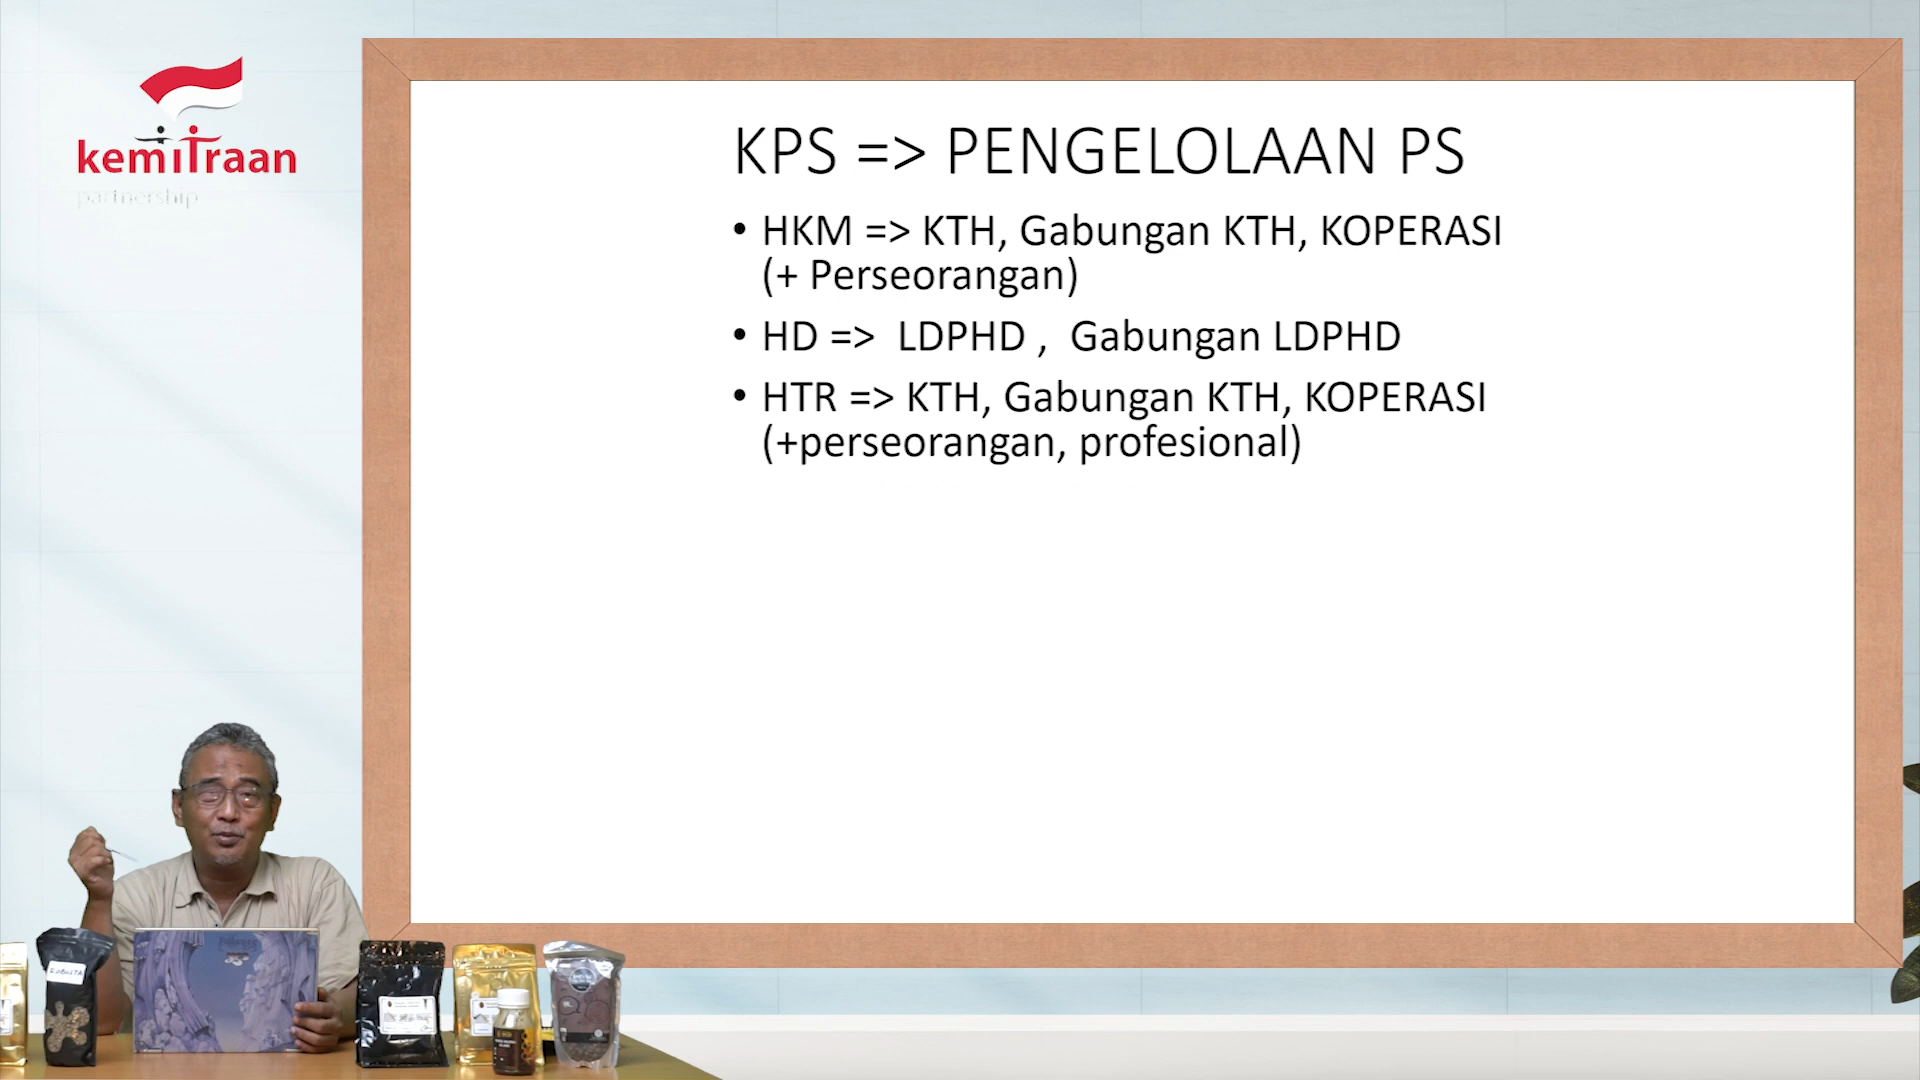 kemitraan
partnership
KPS => PENGELOLAAN PS
• HKM => KTH, Gabungan KTH, KOPERASI
(+ Perseorangan)
• HD => LDPHD , Gabungan LDPHD
• HTR => KTH, Gabungan KTH, KOPERASI
(+perseorangan, profesional)
ROBUSTA